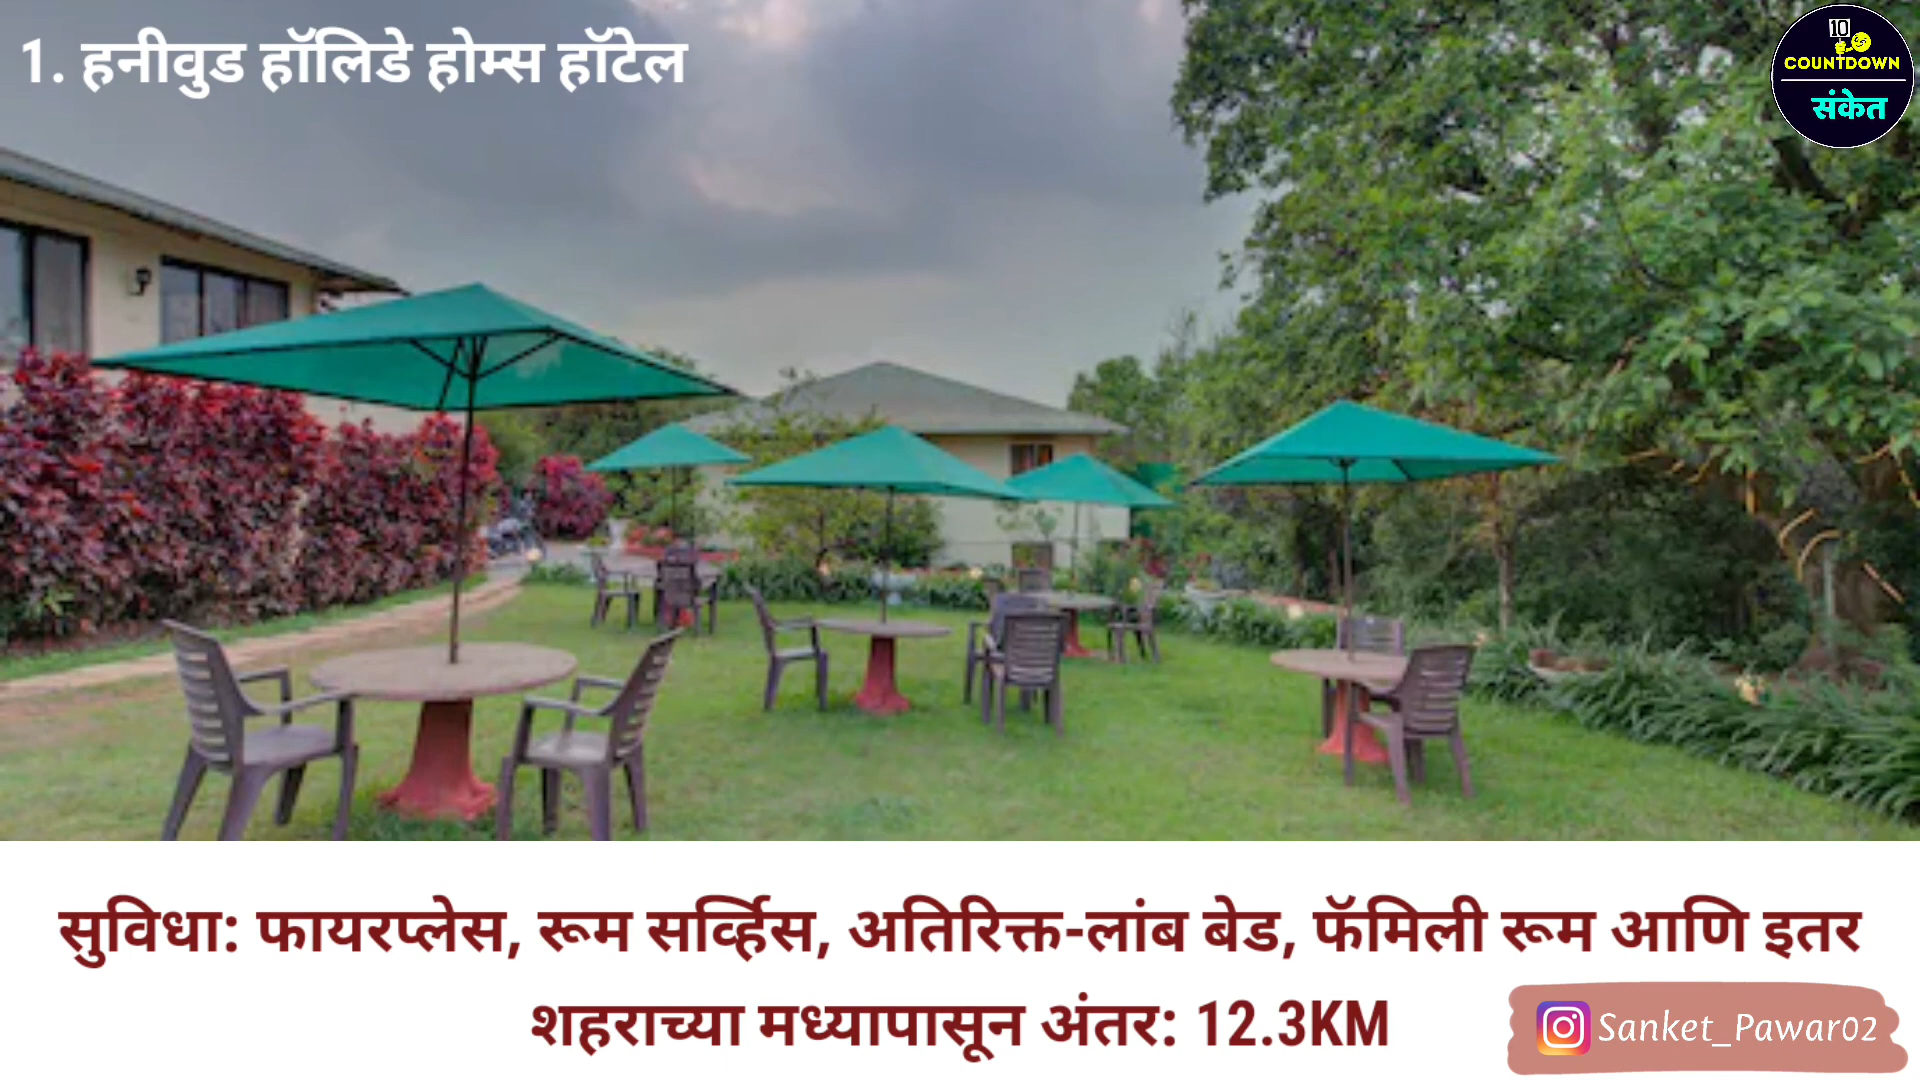 1. हनीवुड हॉलिडे होम्स हॉटेल
10
COUNTDOWN
संकेत
सुविधा: फायरप्लेस, रूम सर्व्हिस, अतिरिक्त-लांब बेड, फॅमिली रूम आणि इतर
शहराच्या मध्यापासून अंतर: 12.3KM
Sanket_Pawar02